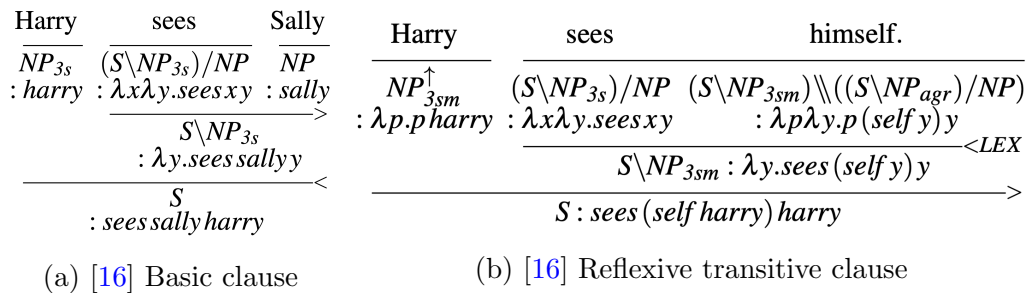 Harry sees Sally
NP₃ₛ (S\NP₃ₛ)/NP NP
: harry : λxλy.sees x y : sally
>
S\NP₃ₛ
: λy.sees sally y
<
S
: sees sally harry
(a) [16] Basic clause
Harry sees himself.
NP↑₃ₛₘ (S\NP₃ₛ)/NP (S\NP₃ₛₘ)\\((S\NP_agr)/NP)
: λp.p harry : λxλy.sees x y : λpλy.p (self y) y
<LEX
S\NP₃ₛₘ : λy.sees (self y) y
>
S : sees (self harry) harry
(b) [16] Reflexive transitive clause